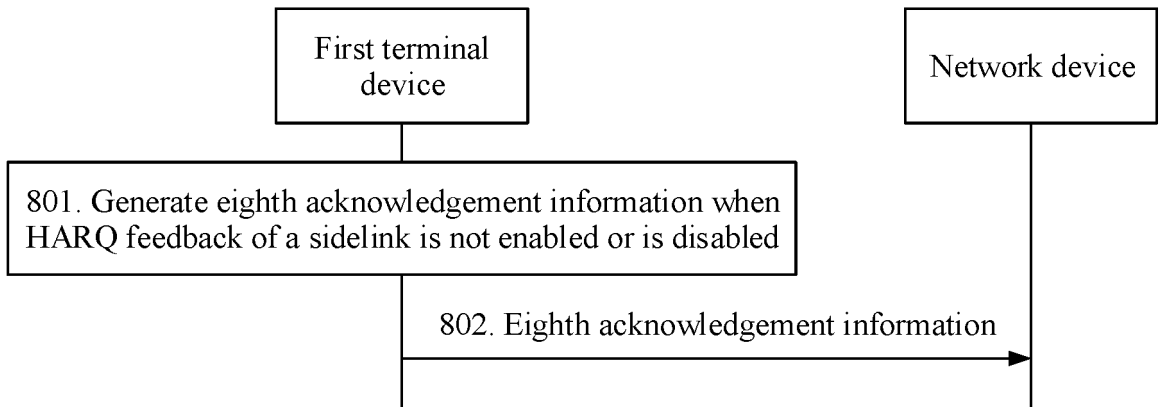 First terminal
device
Network device
801. Generate eighth acknowledgement information when
HARQ feedback of a sidelink is not enabled or is disabled
802. Eighth acknowledgement information